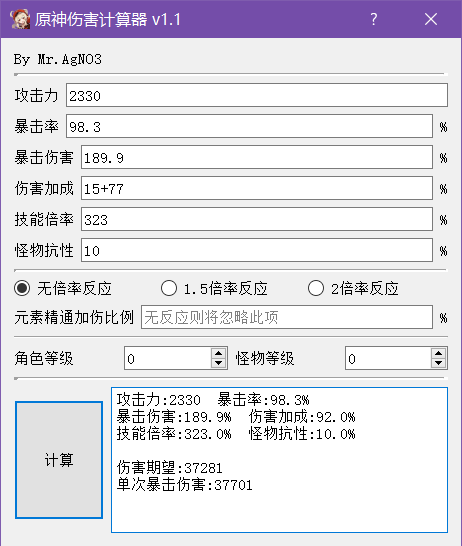 原神伤害计算器 v1.1 ?
By Mr.AgNO3
攻击力 2330
暴击率 98.3 %
暴击伤害 189.9 %
伤害加成 15+77 %
技能倍率 323 %
怪物抗性 10 %
无倍率反应 1.5倍率反应 2倍率反应
元素精通加伤比例 无反应则将忽略此项 %
角色等级 0 怪物等级 0
计算
攻击力:2330 暴击率:98.3%
暴击伤害:189.9% 伤害加成:92.0%
技能倍率:323.0% 怪物抗性:10.0%
伤害期望:37281
单次暴击伤害:37701